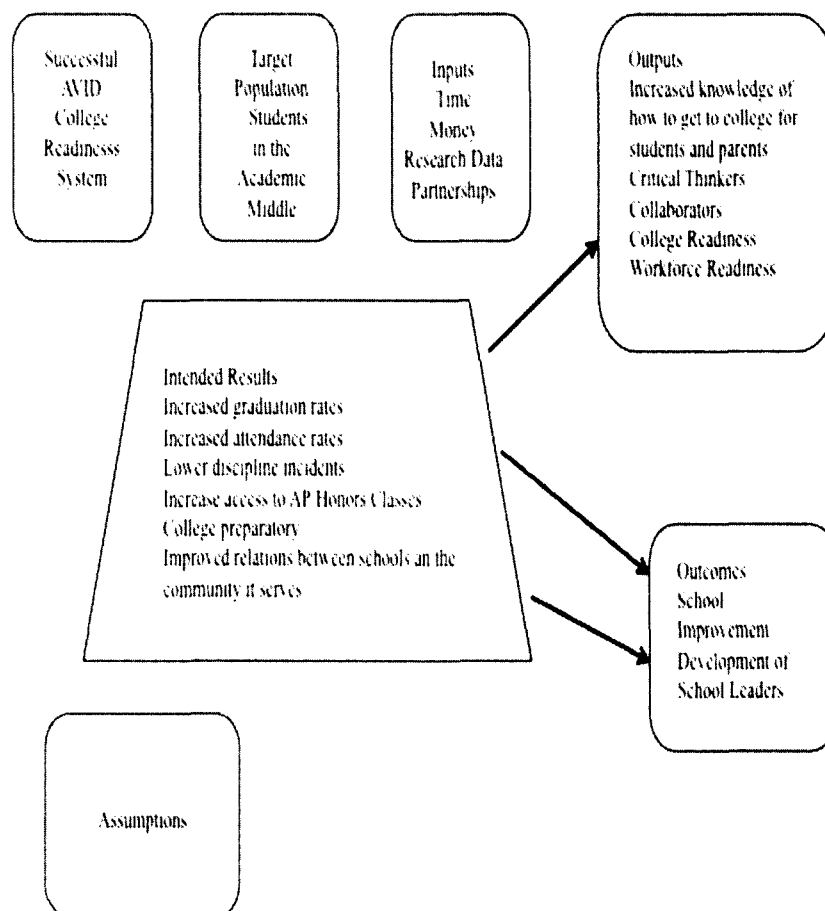 Successful
AVID
College
Readinesss
System
Target
Population
Students
in the
Academic
Middle
Inputs
Time
Money
Research Data
Partnerships
Outputs
Increased knowledge of
how to get to college for
students and parents
Critical Thinkers
Collaborators
College Readiness
Workforce Readiness
Intended Results
Increased graduation rates
Increased attendance rates
Lower discipline incidents
Increase access to AP Honors Classes
College preparatory
Improved relations between schools an the
community it serves
Outcomes
School
Improvement
Development of
School Leaders
Assumptions